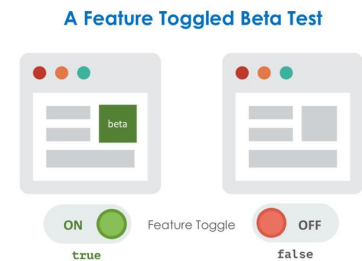 A Feature Toggled Beta Test
beta
ON Feature Toggle OFF
true false